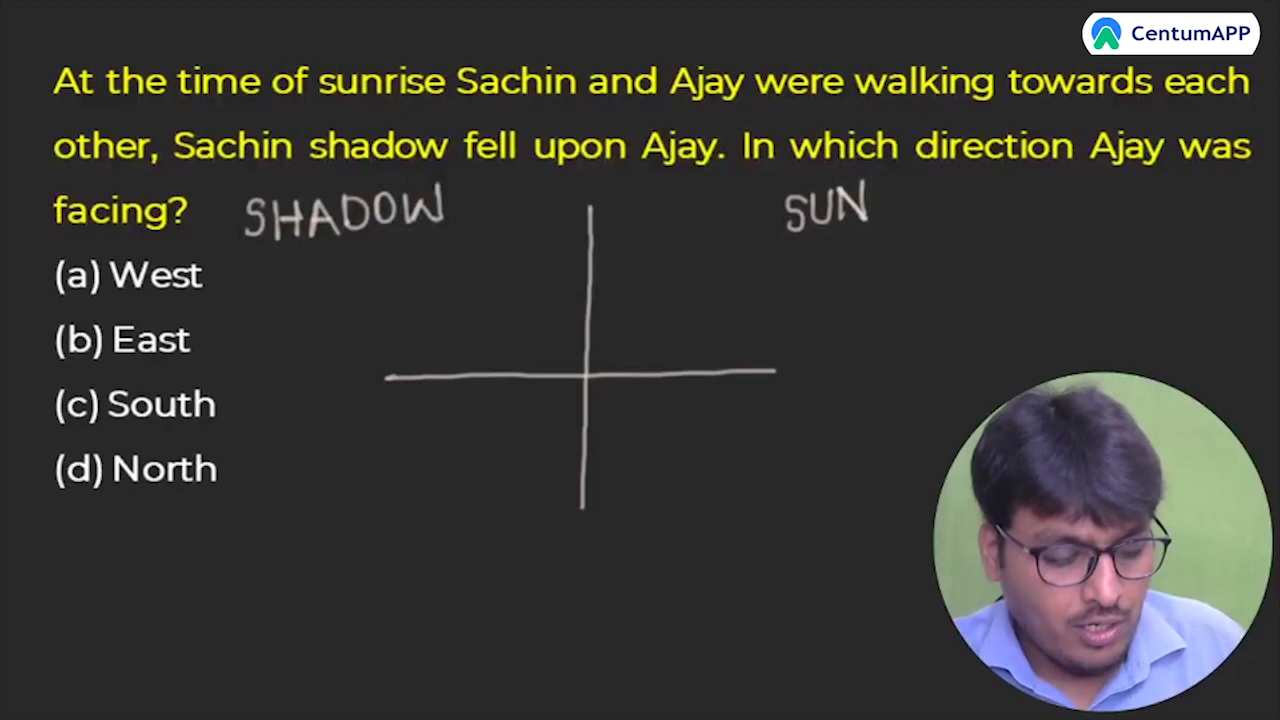 CentumAPP
At the time of sunrise Sachin and Ajay were walking towards each
other, Sachin shadow fell upon Ajay. In which direction Ajay was
facing?
SHADOW
SUN
(a) West
(b) East
(c) South
(d) North